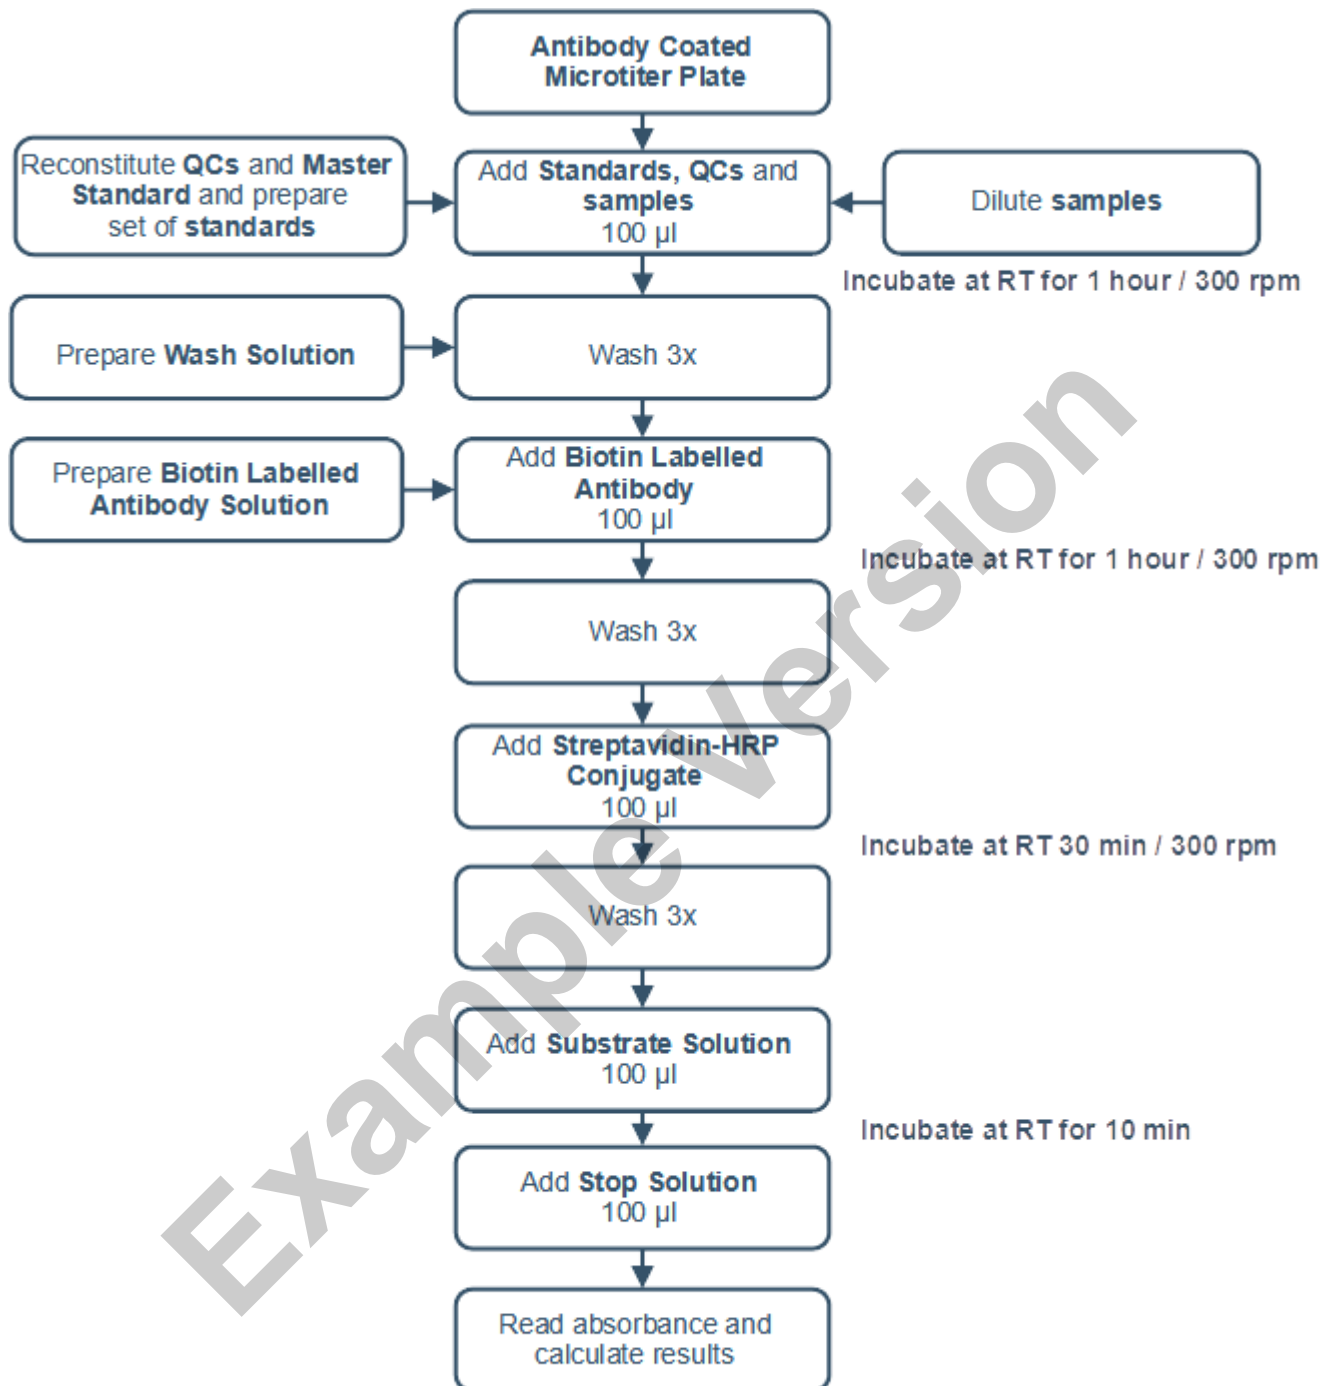 Antibody Coated
Microtiter Plate
Reconstitute QCs and Master
Standard and prepare
set of standards
Add Standards, QCs and
samples
100 µl
Dilute samples
Incubate at RT for 1 hour / 300 rpm
Prepare Wash Solution
Wash 3x
Prepare Biotin Labelled
Antibody Solution
Add Biotin Labelled
Antibody
100 µl
Incubate at RT for 1 hour / 300 rpm
Wash 3x
Add Streptavidin-HRP
Conjugate
100 µl
Incubate at RT 30 min / 300 rpm
Wash 3x
Add Substrate Solution
100 µl
Incubate at RT for 10 min
Add Stop Solution
100 µl
Read absorbance and
calculate results
Example Version